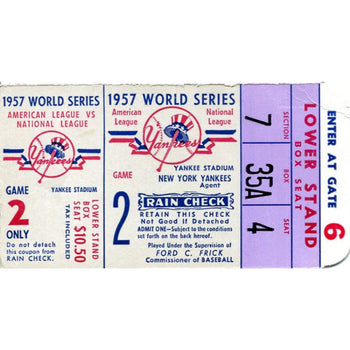 1957 WORLD SERIES
AMERICAN LEAGUE VS
NATIONAL LEAGUE
Yankees
YANKEE STADIUM
GAME
2
ONLY
Do not detach
this coupon from
RAIN CHECK.
LOWER STAND
BOX SEAT
$10.50
TAX INCLUDED
1957 WORLD SERIES
American
League
National
League
Yankees
YANKEE STADIUM
GAME
2
NEW YORK YANKEES
Agent
RAIN CHECK
RETAIN THIS CHECK
Not Good If Detached
ADMIT ONE—Subject to the conditions
set forth on the back hereof.
Played Under the Supervision of
FORD C. FRICK
Commissioner of BASEBALL
SECTION
7
BOX
35A
SEAT
4
LOWER STAND
BOX SEAT
ENTER AT GATE 6